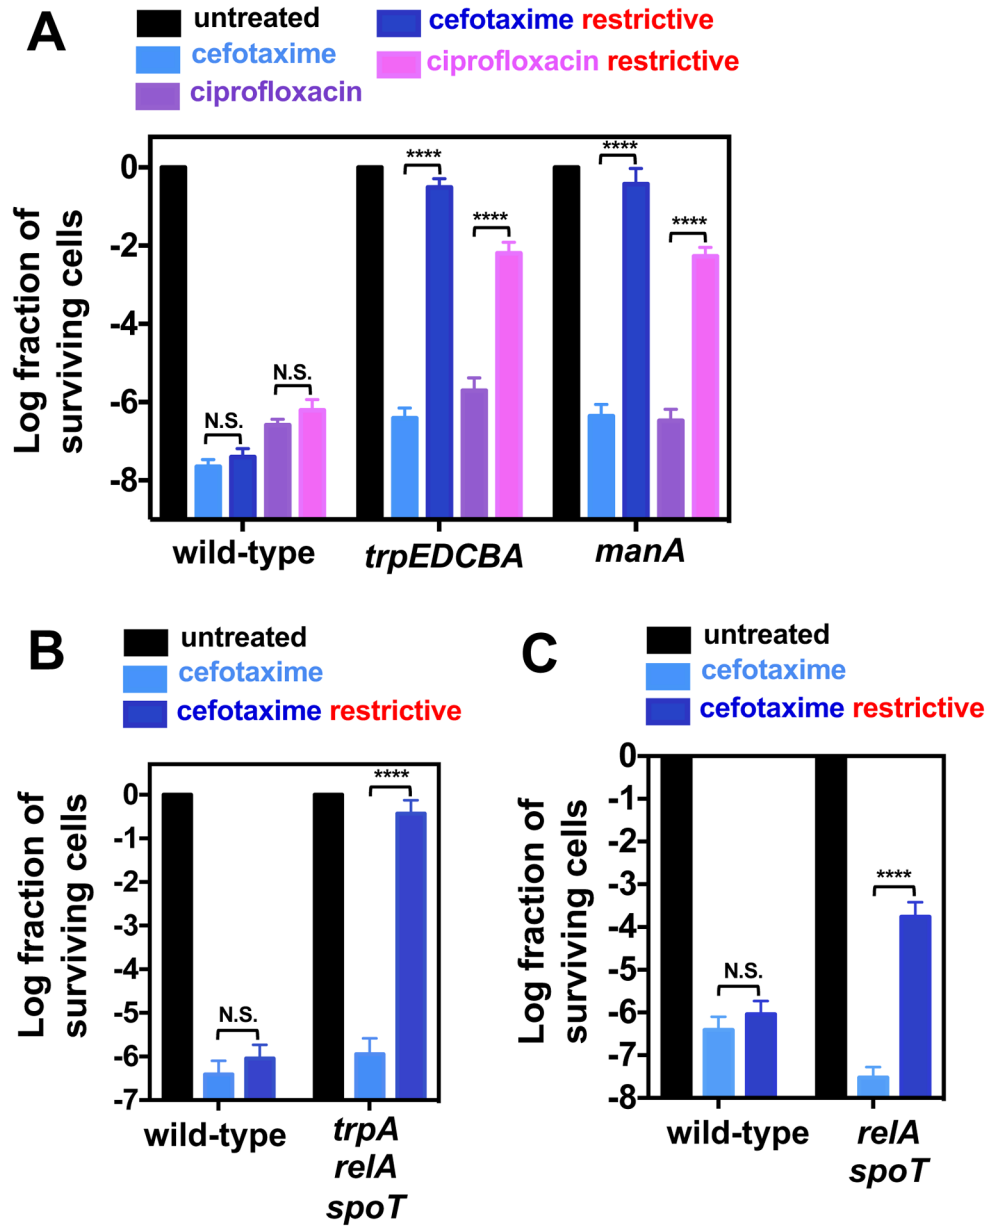 A
untreated
cefotaxime
ciprofloxacin
cefotaxime restrictive
ciprofloxacin restrictive
Log fraction of
surviving cells
0
-2
-4
-6
-8
N.S.
N.S.
****
****
****
****
wild-type
trpEDCBA
manA
B
untreated
cefotaxime
cefotaxime restrictive
Log fraction of
surviving cells
0
-1
-2
-3
-4
-5
-6
-7
N.S.
****
wild-type
trpA
relA
spoT
C
untreated
cefotaxime
cefotaxime restrictive
Log fraction of
surviving cells
0
-1
-2
-3
-4
-5
-6
-7
-8
N.S.
****
wild-type
relA
spoT